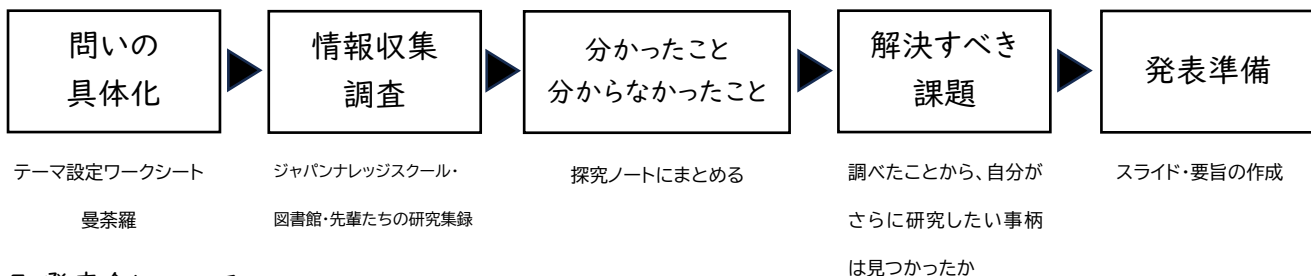 問いの
具体化
情報収集
調査
分かったこと
分からなかったこと
解決すべき
課題
発表準備
テーマ設定ワークシート
曼荼羅
ジャパンナレッジスクール・
図書館・先輩たちの研究集録
探究ノートにまとめる
調べたことから、自分が
さらに研究したい事柄
は見つかったか
スライド・要旨の作成